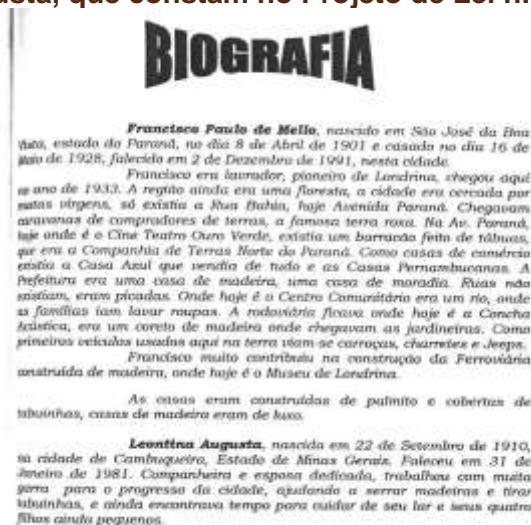 que constam no Projeto de Lei n
BIOGRAFIA
Francisco Paulo de Mello, nascido em São José da Boa
Vista, estado do Paraná, no dia 8 de Abril de 1901 e casado no dia 16 de
de 1928, falecido em 2 de Dezembro de 1991, nesta cidade.
Francisco era lavrador, pioneiro de Londrina, chegou aqui
no ano de 1933. A região ainda era uma floresta, a cidade era cercada por
matas virgens, só existia a Rua Bahia, hoje Avenida Paraná. Chegavam
caravanas de compradores de terras, a famosa terra roxa. Na Av. Paraná,
hoje onde é o Cine Teatro Ouro Verde, existia um barracão feito de tábuas,
que era a Companhia de Terras Norte do Paraná. Como casas de comércio
existia a Casa Azul que vendia de tudo e as Casas Pernambucanas. A
Prefeitura era uma casa de madeira, uma casa de moradia. Ruas não
existiam, eram picadas. Onde hoje é o Centro Comunitário era um rio, onde
as famílias iam lavar roupas. A rodoviária ficava onde hoje é a Concha
Acústica, era um coreto de madeira onde chegavam as jardineiras. Como
primeiros veículos usados aqui na terra viam-se carroças, charretes e Jeeps.
Francisco muito contribuiu na construção da Ferroviária
construída de madeira, onde hoje é o Museu de Londrina.
As casas eram construídas de palmito e cobertas de
tabuinhas, casas de madeira eram de luxo.
Leontina Augusta, nascida em 22 de Setembro de 1910,
na cidade de Cambuqueira, Estado de Minas Gerais. Faleceu em 31 de
Janeiro de 1981. Companheira e esposa dedicada, trabalhou com muita
garra para o progresso da cidade, ajudando a serrar madeiras e tirar
tabuinhas, e ainda encontrava tempo para cuidar de seu lar e seus quatro
filhos ainda pequenos.